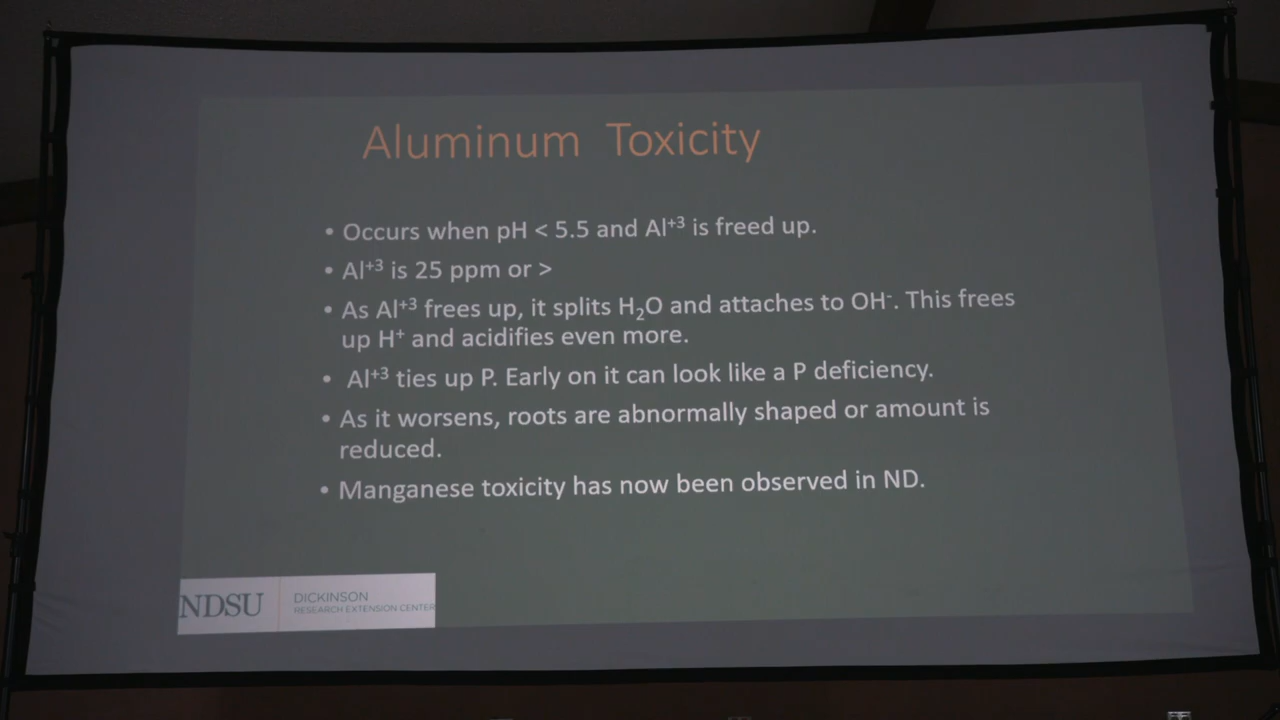 Aluminum Toxicity
• Occurs when pH < 5.5 and Al⁺³ is freed up.
• Al⁺³ is 25 ppm or >
• As Al⁺³ frees up, it splits H₂O and attaches to OH⁻. This frees
up H⁺ and acidifies even more.
• Al⁺³ ties up P. Early on it can look like a P deficiency.
• As it worsens, roots are abnormally shaped or amount is
reduced.
• Manganese toxicity has now been observed in ND.
NDSU
DICKINSON
RESEARCH EXTENSION CENTER